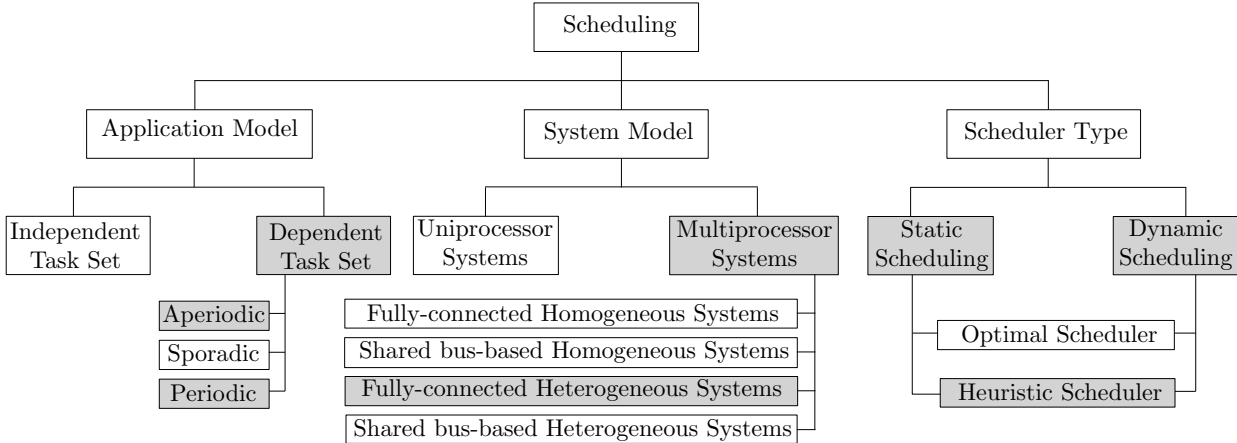 Scheduling
Application Model
System Model
Scheduler Type
Independent
Task Set
Dependent
Task Set
Uniprocessor
Systems
Multiprocessor
Systems
Static
Scheduling
Dynamic
Scheduling
Aperiodic
Sporadic
Periodic
Fully-connected Homogeneous Systems
Shared bus-based Homogeneous Systems
Fully-connected Heterogeneous Systems
Shared bus-based Heterogeneous Systems
Optimal Scheduler
Heuristic Scheduler